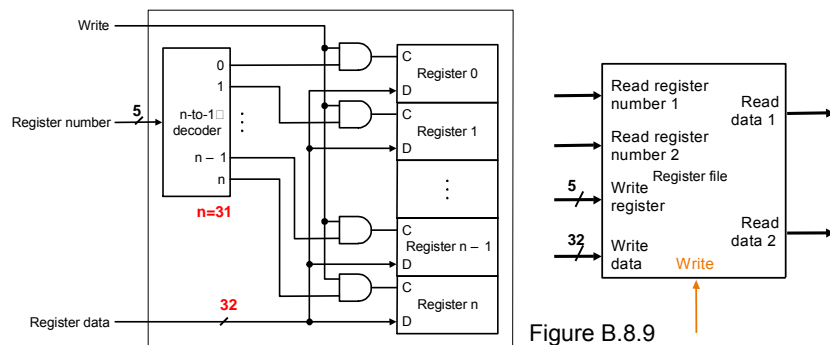 Write
0
C
Register 0
1
D
5
n-to-1
Register number
decoder
C
Register 1
D
n – 1
n
n=31
C
Register n – 1
D
32
C
Register n
Register data
D
Read register
number 1
Read
data 1
Read register
number 2
5
Write
Register file
register
Read
data 2
32
Write
data
Write
Figure B.8.9